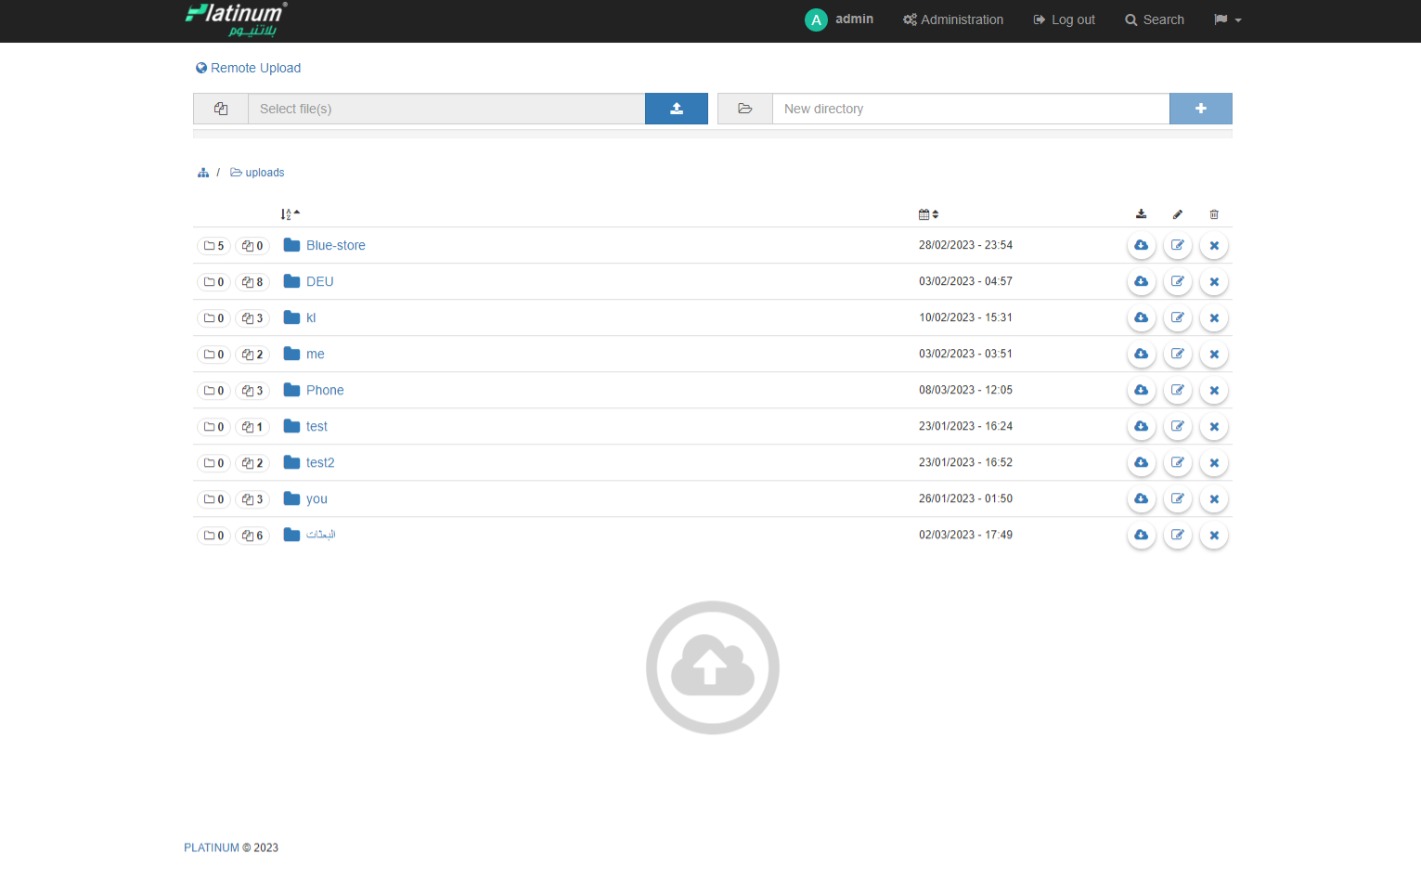 Platinum®
بلاتنيوم
A admin Administration Log out Search
Remote Upload
Select file(s) New directory
/ uploads
5 0 Blue-store 28/02/2023 - 23:54
0 8 DEU 03/02/2023 - 04:57
0 3 kl 10/02/2023 - 15:31
0 2 me 03/02/2023 - 03:51
0 3 Phone 08/03/2023 - 12:05
0 1 test 23/01/2023 - 16:24
0 2 test2 23/01/2023 - 16:52
0 3 you 26/01/2023 - 01:50
0 6 البعثات 02/03/2023 - 17:49
PLATINUM © 2023